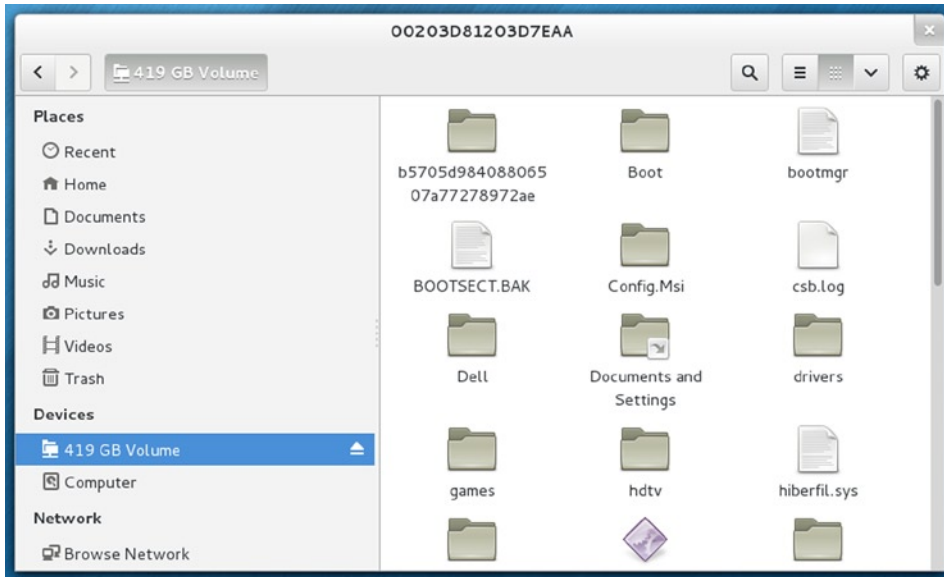 00203D81203D7EAA
419 GB Volume
Places
Recent
Home
Documents
Downloads
Music
Pictures
Videos
Trash
Devices
419 GB Volume
Computer
Network
Browse Network
b5705d984088065
07a77278972ae
Boot
bootmgr
BOOTSECT.BAK
Config.Msi
csb.log
Dell
Documents and
Settings
drivers
games
hdtv
hiberfil.sys